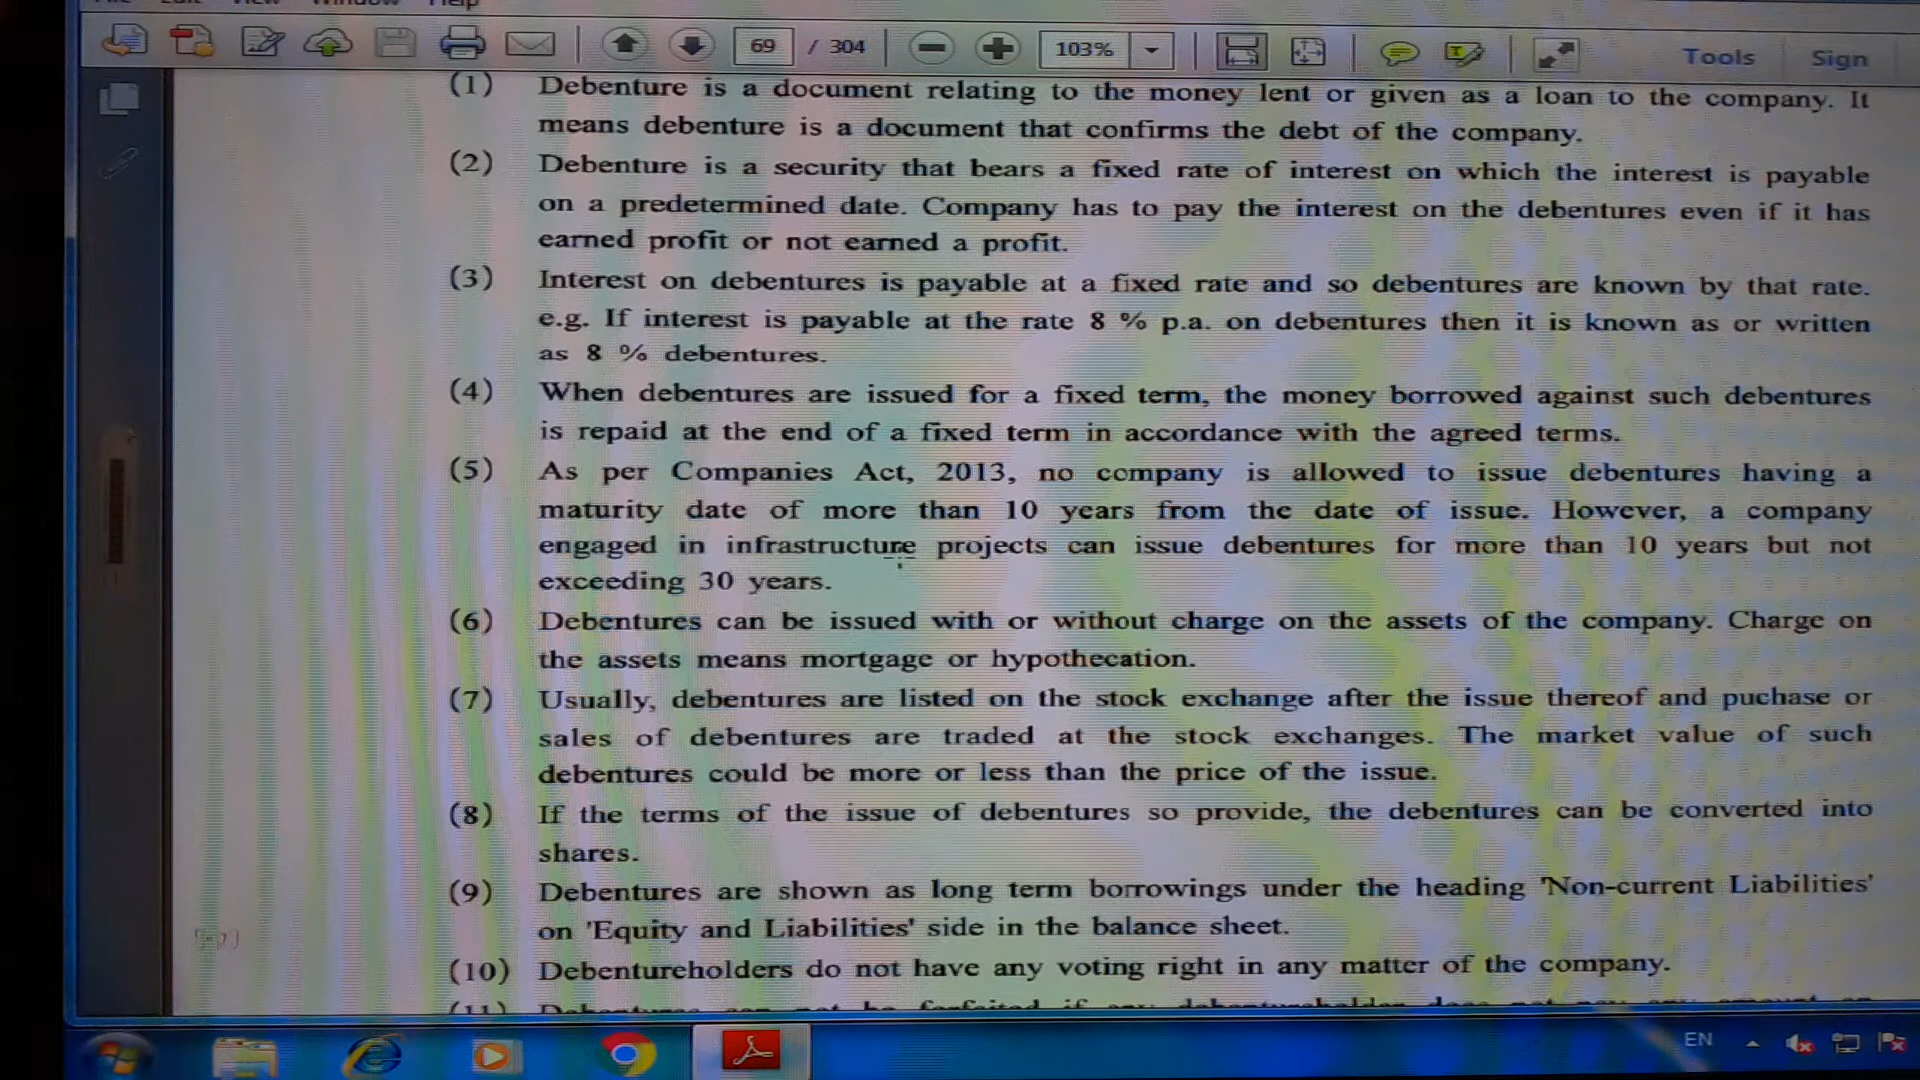 Window Help
69 / 304
103%
Tools
Sign
(1) Debenture is a document relating to the money lent or given as a loan to the company. It
means debenture is a document that confirms the debt of the company.
(2) Debenture is a security that bears a fixed rate of interest on which the interest is payable
on a predetermined date. Company has to pay the interest on the debentures even if it has
earned profit or not earned a profit.
(3) Interest on debentures is payable at a fixed rate and so debentures are known by that rate.
e.g. If interest is payable at the rate 8 % p.a. on debentures then it is known as or written
as 8 % debentures.
(4) When debentures are issued for a fixed term, the money borrowed against such debentures
is repaid at the end of a fixed term in accordance with the agreed terms.
(5) As per Companies Act, 2013, no company is allowed to issue debentures having a
maturity date of more than 10 years from the date of issue. However, a company
engaged in infrastructure projects can issue debentures for more than 10 years but not
exceeding 30 years.
(6) Debentures can be issued with or without charge on the assets of the company. Charge on
the assets means mortgage or hypothecation.
(7) Usually, debentures are listed on the stock exchange after the issue thereof and puchase or
sales of debentures are traded at the stock exchanges. The market value of such
debentures could be more or less than the price of the issue.
(8) If the terms of the issue of debentures so provide, the debentures can be converted into
shares.
(9) Debentures are shown as long term borrowings under the heading 'Non-current Liabilities'
on 'Equity and Liabilities' side in the balance sheet.
(10) Debentureholders do not have any voting right in any matter of the company.
EN